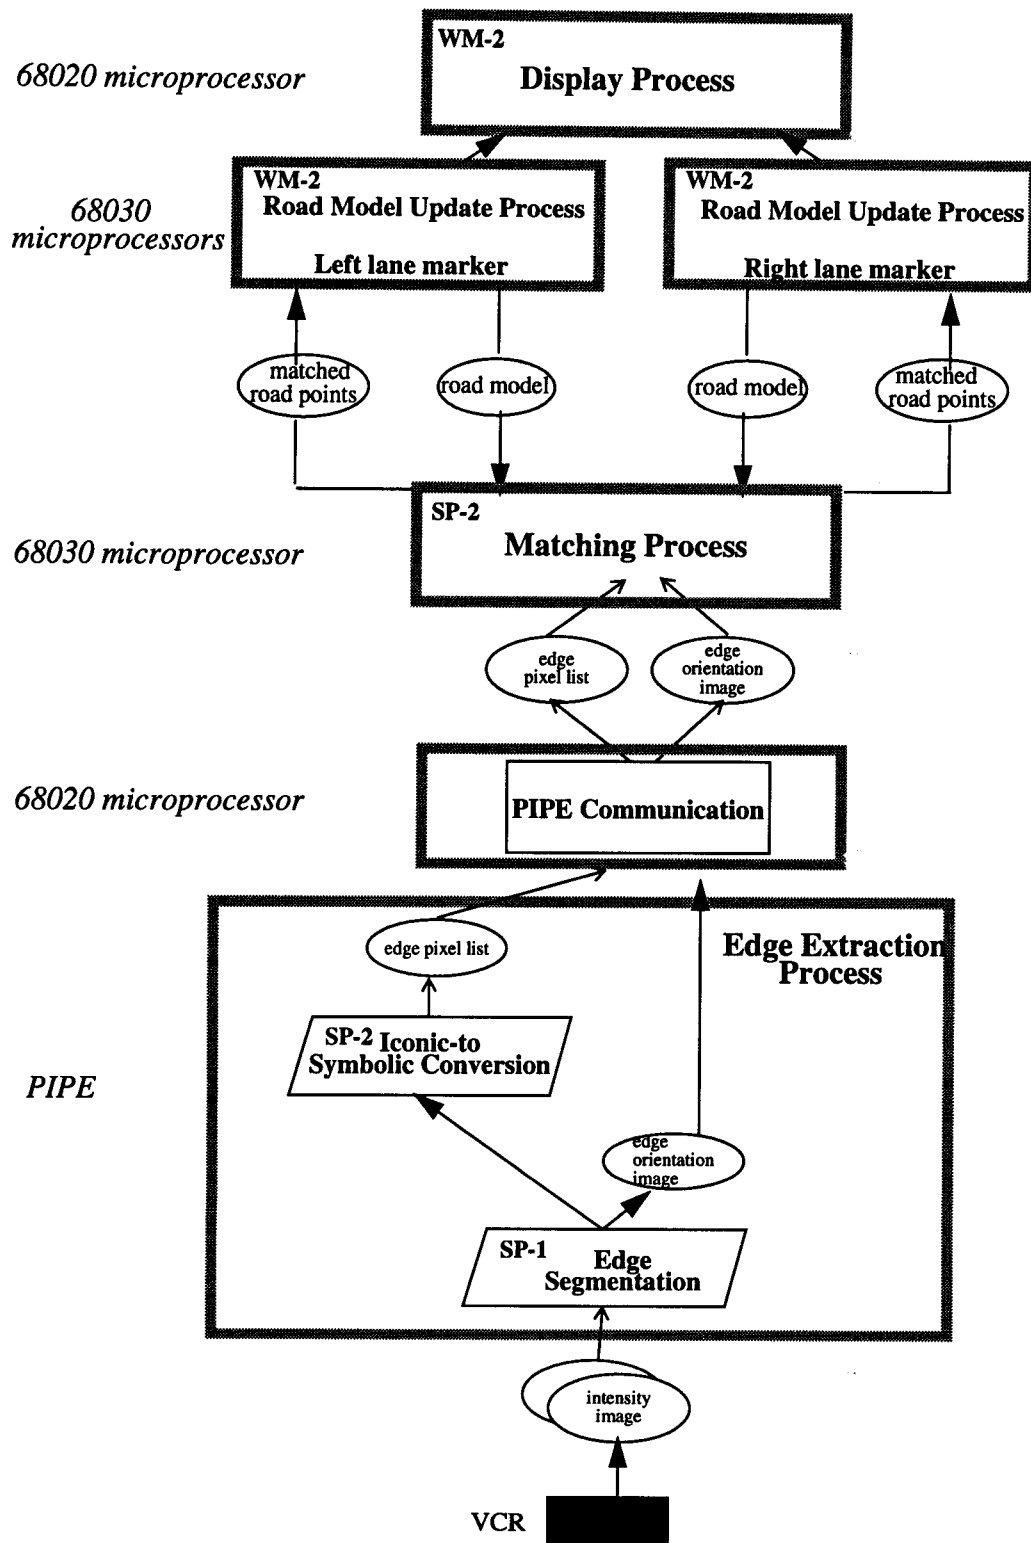 WM-2
68020 microprocessor
Display Process
WM-2
Road Model Update Process
Left lane marker
WM-2
Road Model Update Process
Right lane marker
68030
microprocessors
matched
road points
road model
road model
matched
road points
SP-2
Matching Process
68030 microprocessor
edge
pixel list
edge
orientation
image
68020 microprocessor
PIPE Communication
edge pixel list
Edge Extraction
Process
SP-2 Iconic-to
Symbolic Conversion
PIPE
edge
orientation
image
SP-1 Edge
Segmentation
intensity
image
VCR